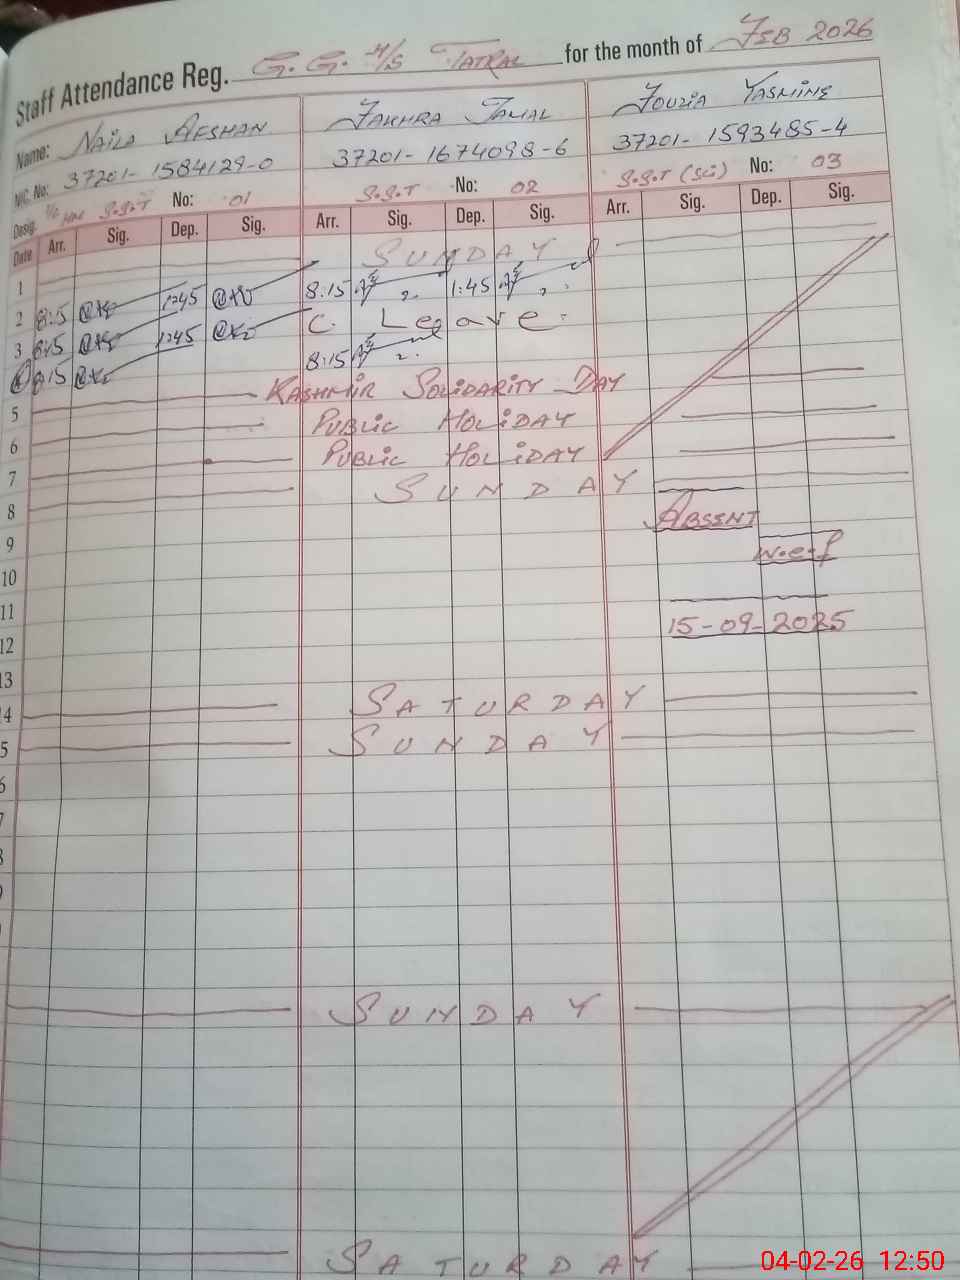 Staff Attendance Reg. G. G. H/S TATRAL for the month of FEB 2026
Name: NAILA AFSHAN FAKHRA JAMAL FOUZIA YASMINE
NIC No: 37201-1584129-0 37201-1674098-6 37201-1593485-4
Desig. I/C HM S.S.T No: 01 S.S.T No: 02 S.S.T (Sci) No: 03
Date Arr. Sig. Dep. Sig. Arr. Sig. Dep. Sig. Arr. Sig. Dep. Sig.
1 SUNDAY
2 8:15 1:45 8:15 1:45
3 8:15 1:45 C. Leave.
4 8:15 8:15
5 KASHMIR SOLIDARITY DAY
6 PUBLIC HOLIDAY
7 PUBLIC HOLIDAY
8 SUNDAY
9 ABSENT
10 w.e.f
11
12 15-09-2025
13
14 SATURDAY
15 SUNDAY
SUNDAY
SATURDAY
04-02-26 12:50